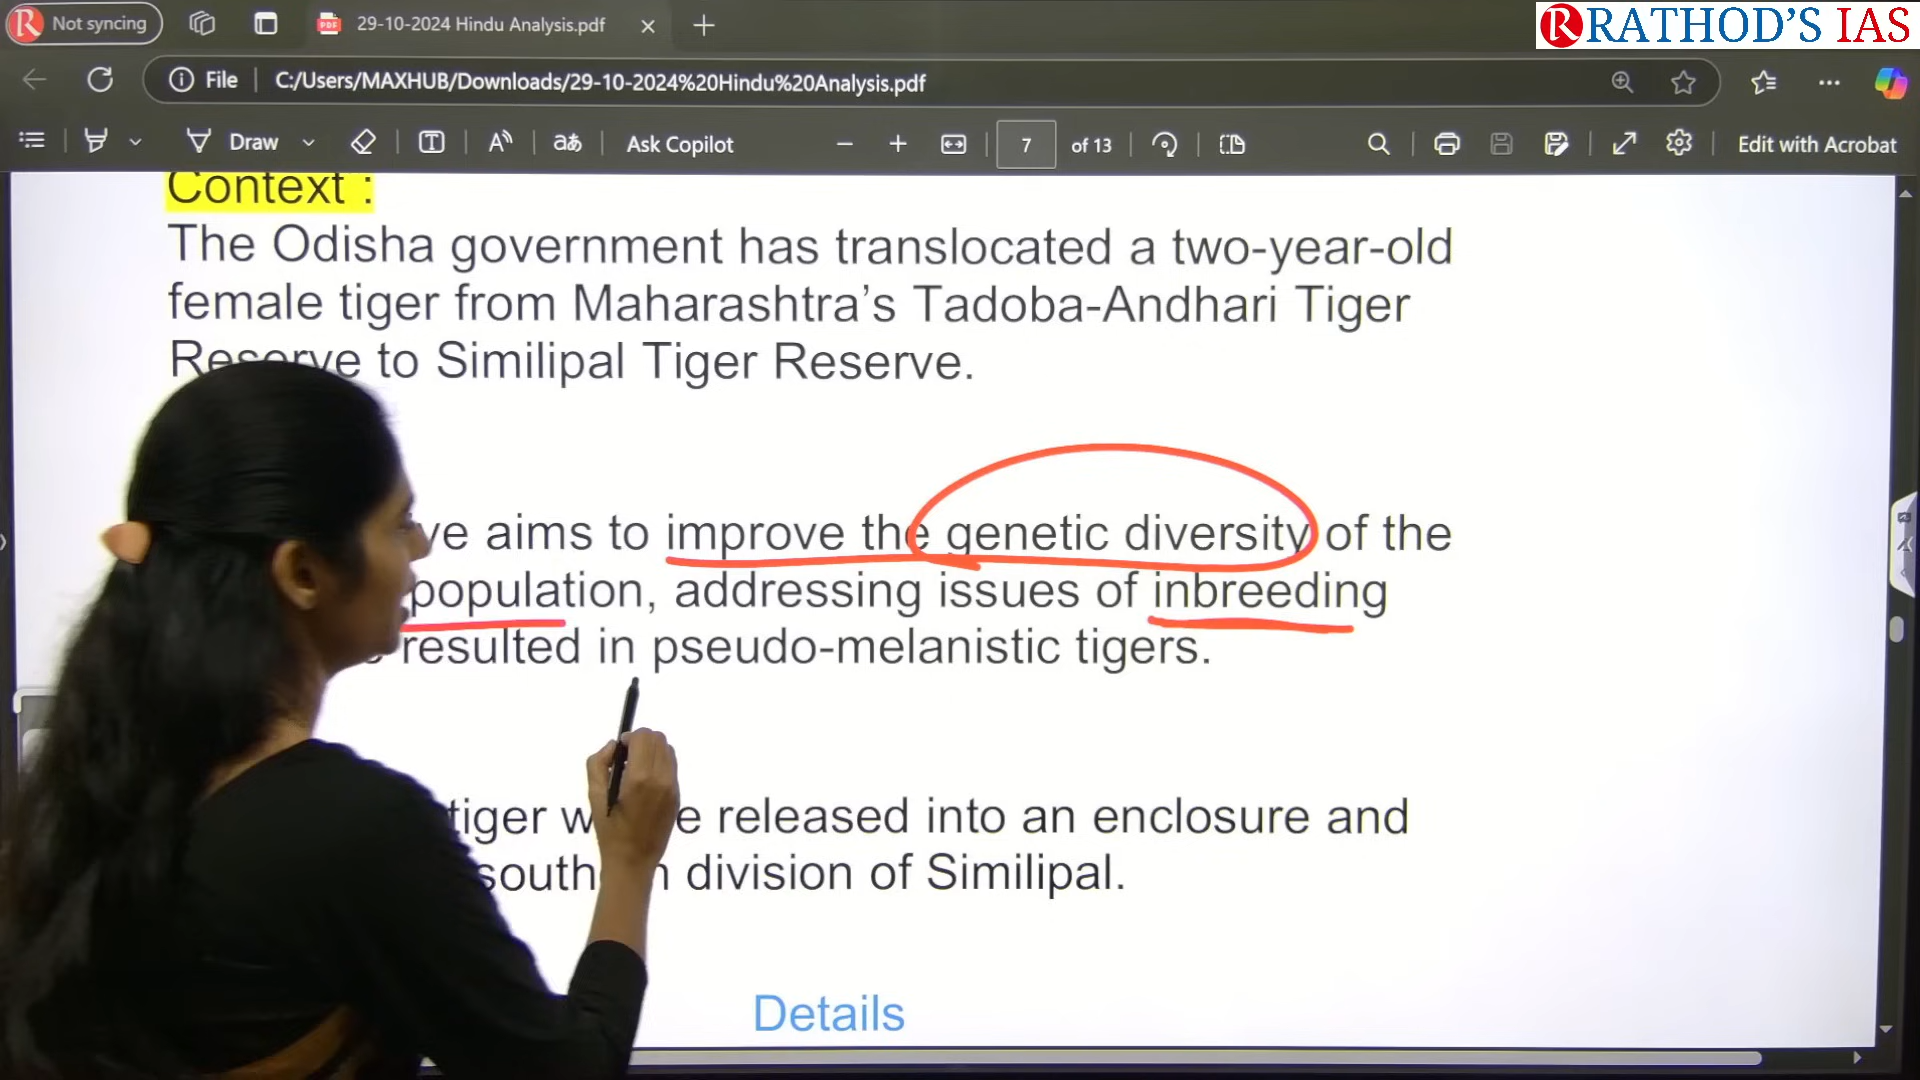 Not syncing
29-10-2024 Hindu Analysis.pdf
RATHOD'S IAS
File
C:/Users/MAXHUB/Downloads/29-10-2024%20Hindu%20Analysis.pdf
Draw
Ask Copilot
7 of 13
Edit with Acrobat
Context :
The Odisha government has translocated a two-year-old
female tiger from Maharashtra's Tadoba-Andhari Tiger
Reserve to Similipal Tiger Reserve.
aims to improve the genetic diversity of the
population, addressing issues of inbreeding
resulted in pseudo-melanistic tigers.
tiger released into an enclosure and
division of Similipal.
Details